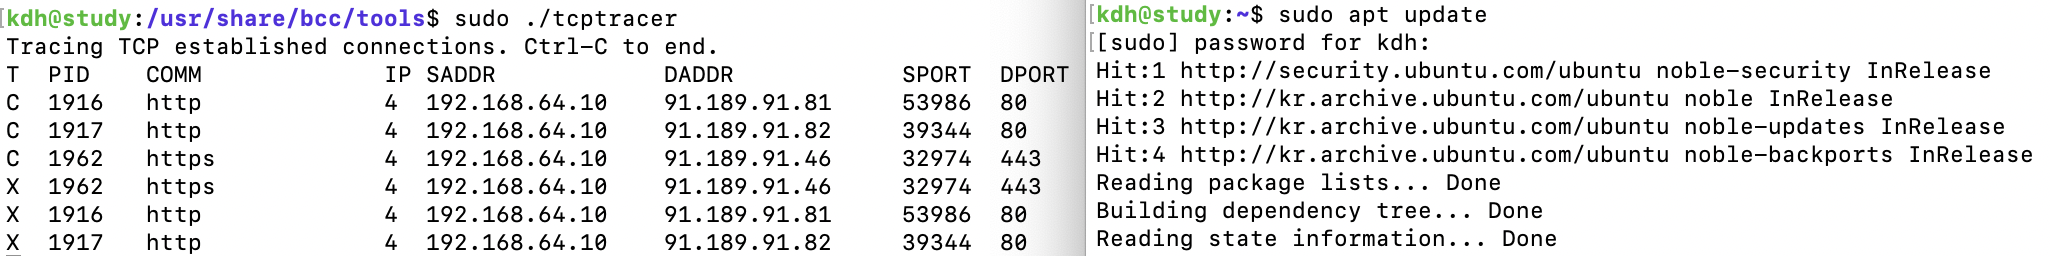 kdh@study:/usr/share/bcc/tools$ sudo ./tcptracer
Tracing TCP established connections. Ctrl-C to end.
T  PID   COMM             IP SADDR            DADDR            SPORT  DPORT
C  1916  http             4  192.168.64.10    91.189.91.81     53986  80
C  1917  http             4  192.168.64.10    91.189.91.82     39344  80
C  1962  https            4  192.168.64.10    91.189.91.46     32974  443
X  1962  https            4  192.168.64.10    91.189.91.46     32974  443
X  1916  http             4  192.168.64.10    91.189.91.81     53986  80
X  1917  http             4  192.168.64.10    91.189.91.82     39344  80
[kdh@study:~$ sudo apt update
[[sudo] password for kdh:
Hit:1 http://security.ubuntu.com/ubuntu noble-security InRelease
Hit:2 http://kr.archive.ubuntu.com/ubuntu noble InRelease
Hit:3 http://kr.archive.ubuntu.com/ubuntu noble-updates InRelease
Hit:4 http://kr.archive.ubuntu.com/ubuntu noble-backports InRelease
Reading package lists... Done
Building dependency tree... Done
Reading state information... Done